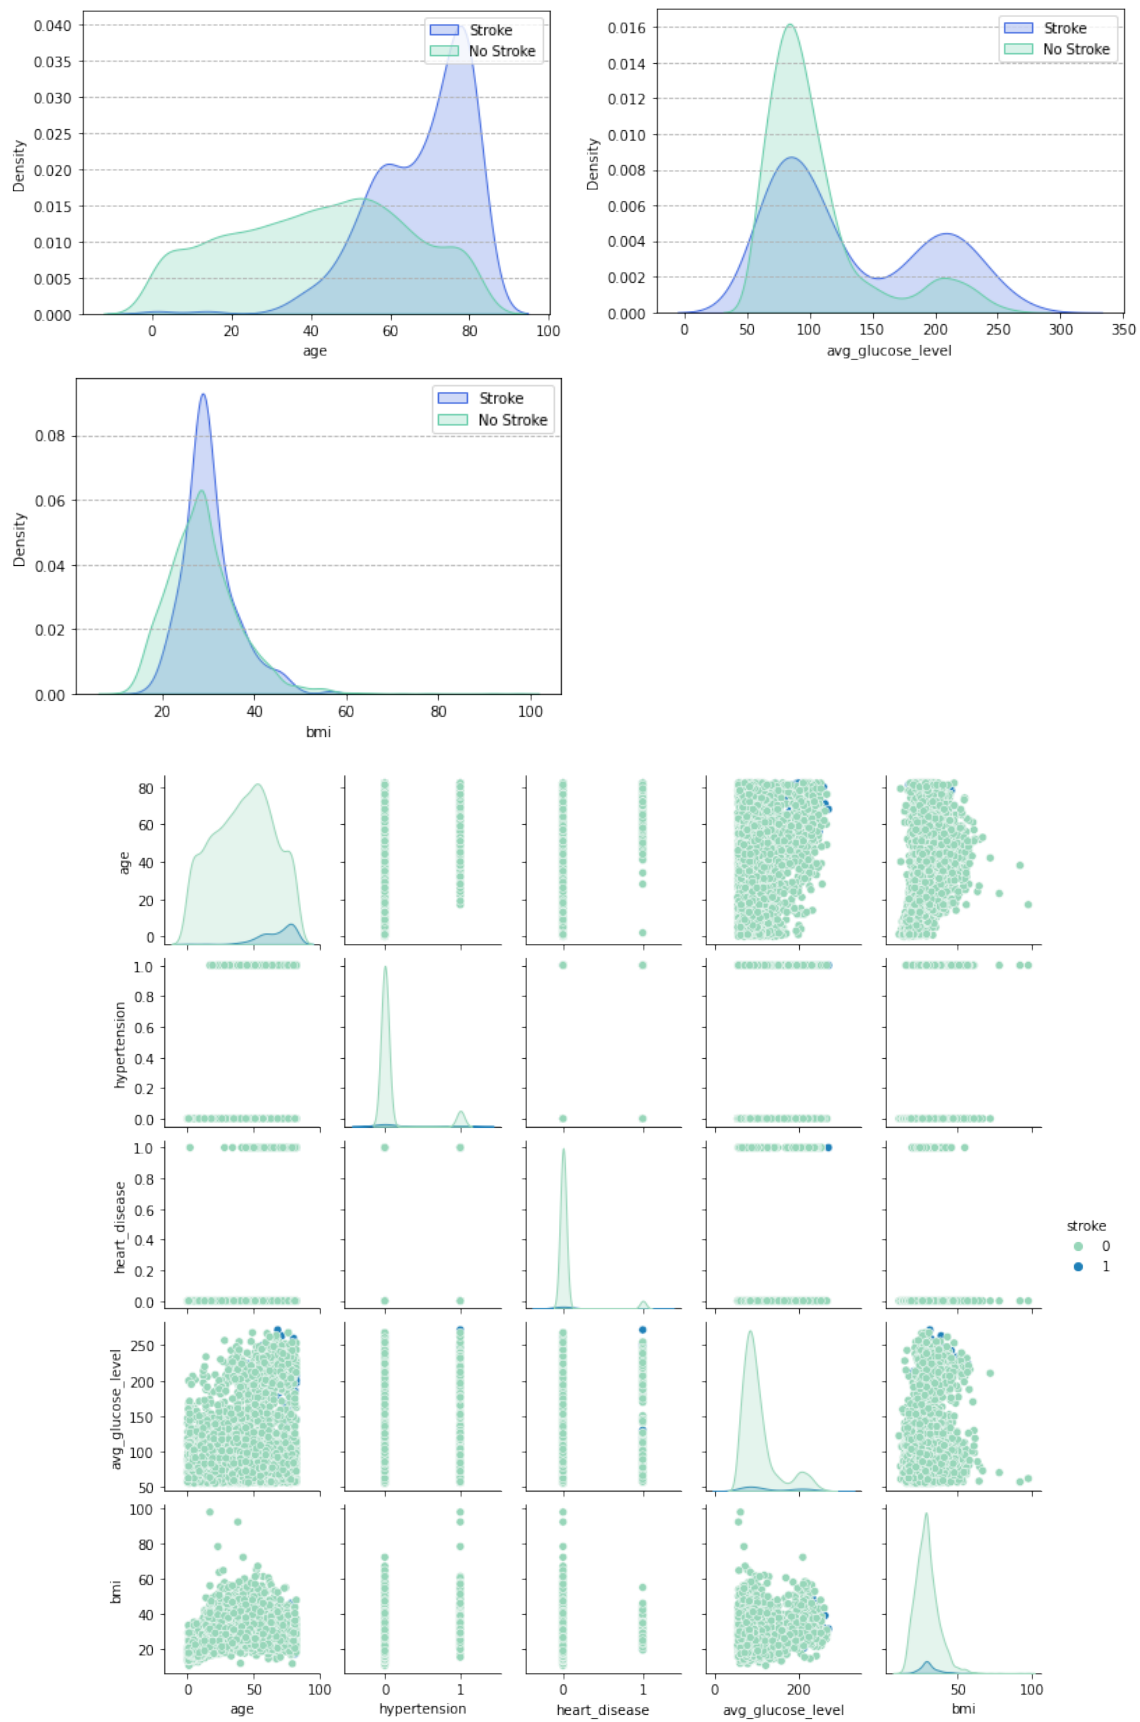 Stroke
No Stroke
0.040
0.035
0.030
0.025
0.020
0.015
0.010
0.005
0.000
Density
0 20 40 60 80 100
age
Stroke
No Stroke
0.016
0.014
0.012
0.010
0.008
0.006
0.004
0.002
0.000
Density
0 50 100 150 200 250 300 350
avg_glucose_level
Stroke
No Stroke
0.08
0.06
0.04
0.02
0.00
Density
20 40 60 80 100
bmi
80
60
40
20
0
age
1.0
0.8
0.6
0.4
0.2
0.0
hypertension
1.0
0.8
0.6
0.4
0.2
0.0
heart_disease
stroke
0
1
250
200
150
100
50
avg_glucose_level
100
80
60
40
20
bmi
0 50 100
age
0 1
hypertension
0 1
heart_disease
0 200
avg_glucose_level
50 100
bmi